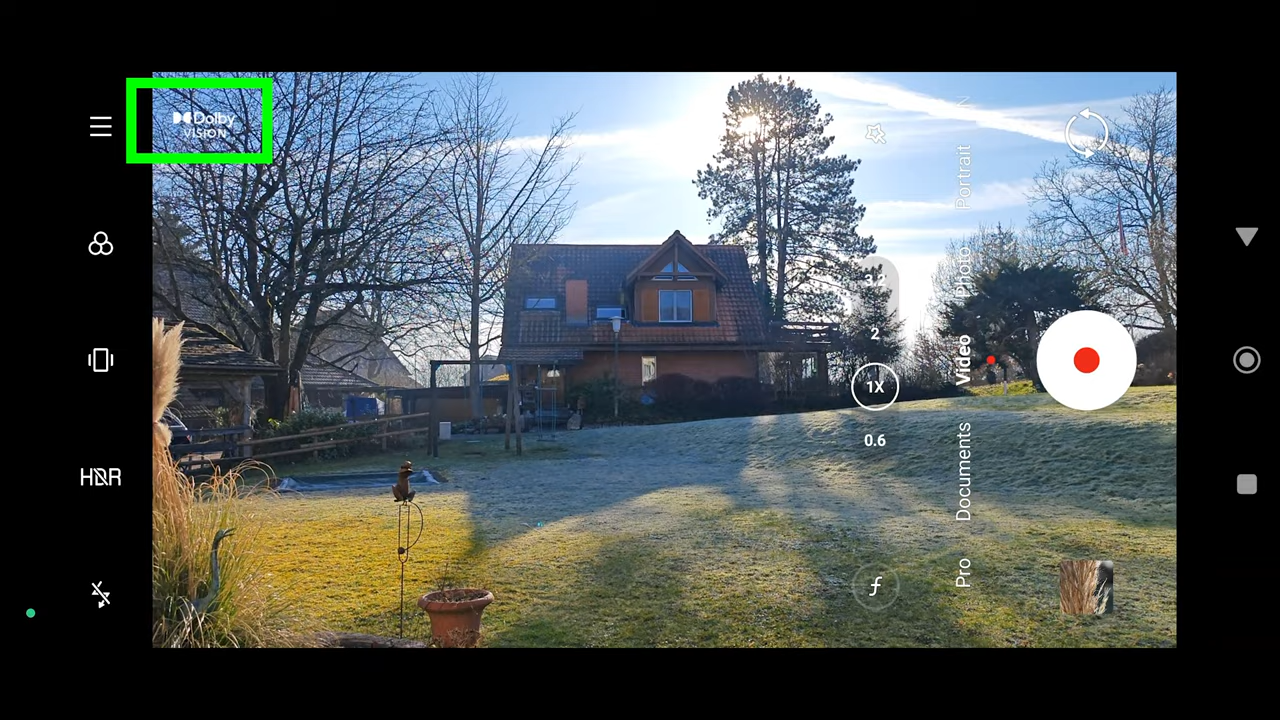 Dolby
VISION
HDR
N
Portrait
Photo
Video
Documents
Pro
2
1X
0.6
f